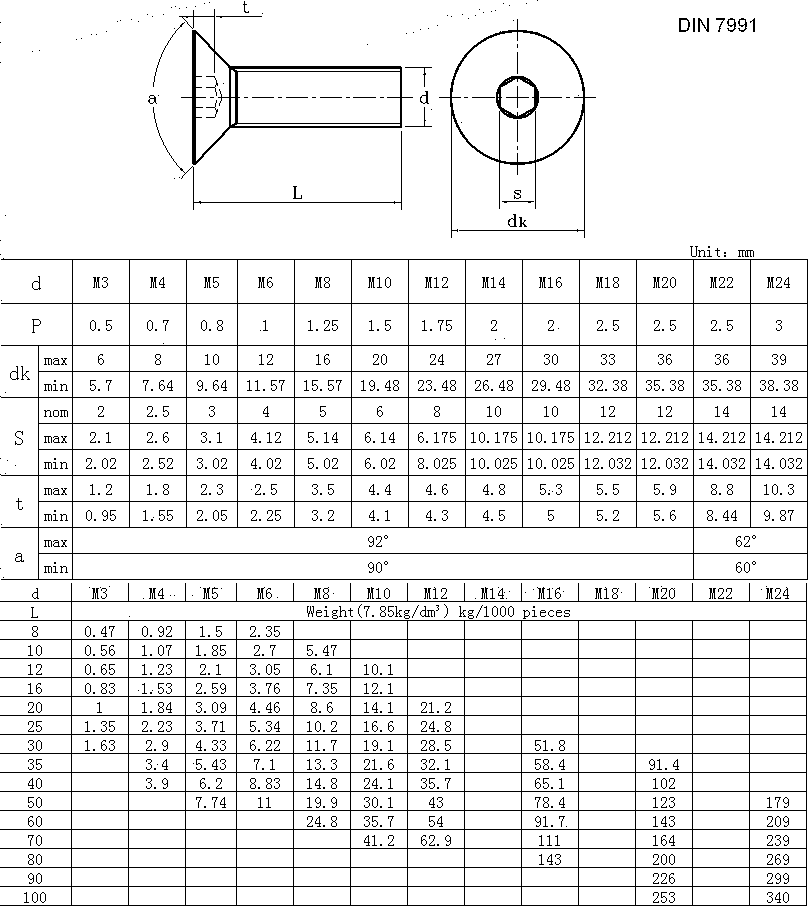 DIN 7991
t
a
d
L
s
dk
Unit: mm
d M3 M4 M5 M6 M8 M10 M12 M14 M16 M18 M20 M22 M24
P 0.5 0.7 0.8 1 1.25 1.5 1.75 2 2 2.5 2.5 2.5 3
dk max 6 8 10 12 16 20 24 27 30 33 36 36 39
min 5.7 7.64 9.64 11.57 15.57 19.48 23.48 26.48 29.48 32.38 35.38 35.38 38.38
S nom 2 2.5 3 4 5 6 8 10 10 12 12 14 14
max 2.1 2.6 3.1 4.12 5.14 6.14 6.175 10.175 10.175 12.212 12.212 14.212 14.212
min 2.02 2.52 3.02 4.02 5.02 6.02 8.025 10.025 10.025 12.032 12.032 14.032 14.032
t max 1.2 1.8 2.3 2.5 3.5 4.4 4.6 4.8 5.3 5.5 5.9 8.8 10.3
min 0.95 1.55 2.05 2.25 3.2 4.1 4.3 4.5 5 5.2 5.6 8.44 9.87
a max 92° 62°
min 90° 60°
d M3 M4 M5 M6 M8 M10 M12 M14 M16 M18 M20 M22 M24
L Weight(7.85kg/dm³) kg/1000 pieces
8 0.47 0.92 1.5 2.35
10 0.56 1.07 1.85 2.7 5.47
12 0.65 1.23 2.1 3.05 6.1 10.1
16 0.83 1.53 2.59 3.76 7.35 12.1
20 1 1.84 3.09 4.46 8.6 14.1 21.2
25 1.35 2.23 3.71 5.34 10.2 16.6 24.8
30 1.63 2.9 4.33 6.22 11.7 19.1 28.5 51.8
35 3.4 5.43 7.1 13.3 21.6 32.1 58.4 91.4
40 3.9 6.2 8.83 14.8 24.1 35.7 65.1 102
50 7.74 11 19.9 30.1 43 78.4 123 179
60 24.8 35.7 54 91.7 143 209
70 41.2 62.9 111 164 239
80 143 200 269
90 226 299
100 253 340